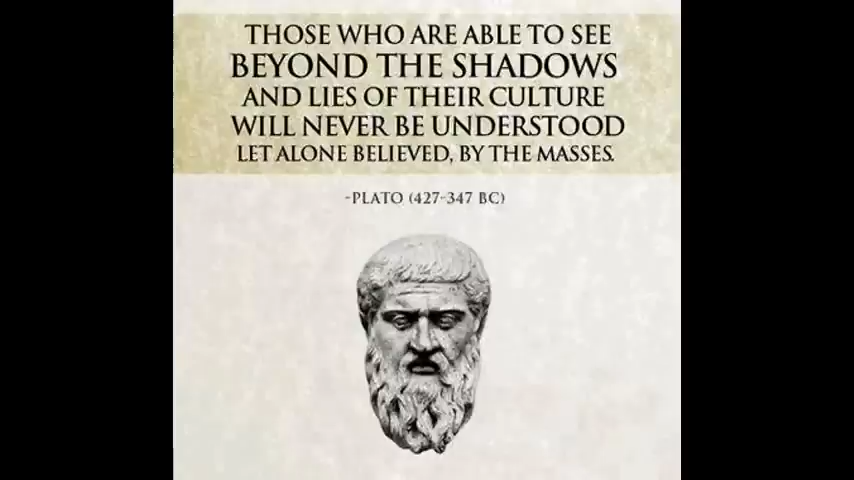 THOSE WHO ARE ABLE TO SEE
BEYOND THE SHADOWS
AND LIES OF THEIR CULTURE
WILL NEVER BE UNDERSTOOD
LET ALONE BELIEVED, BY THE MASSES.
-PLATO (427-347 BC)